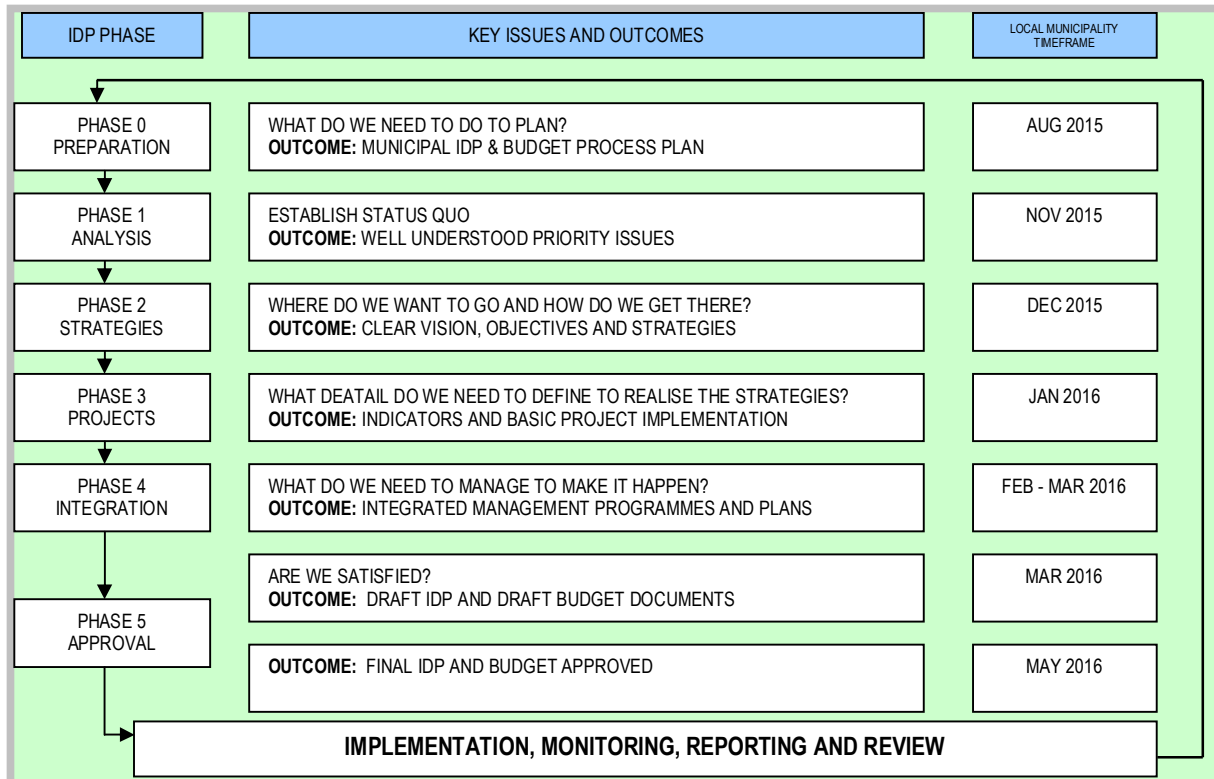 IDP PHASE
KEY ISSUES AND OUTCOMES
LOCAL MUNICIPALITY
TIMEFRAME
PHASE 0
PREPARATION
WHAT DO WE NEED TO DO TO PLAN?
OUTCOME: MUNICIPAL IDP & BUDGET PROCESS PLAN
AUG 2015
PHASE 1
ANALYSIS
ESTABLISH STATUS QUO
OUTCOME: WELL UNDERSTOOD PRIORITY ISSUES
NOV 2015
PHASE 2
STRATEGIES
WHERE DO WE WANT TO GO AND HOW DO WE GET THERE?
OUTCOME: CLEAR VISION, OBJECTIVES AND STRATEGIES
DEC 2015
PHASE 3
PROJECTS
WHAT DEATAIL DO WE NEED TO DEFINE TO REALISE THE STRATEGIES?
OUTCOME: INDICATORS AND BASIC PROJECT IMPLEMENTATION
JAN 2016
PHASE 4
INTEGRATION
WHAT DO WE NEED TO MANAGE TO MAKE IT HAPPEN?
OUTCOME: INTEGRATED MANAGEMENT PROGRAMMES AND PLANS
FEB - MAR 2016
PHASE 5
APPROVAL
ARE WE SATISFIED?
OUTCOME: DRAFT IDP AND DRAFT BUDGET DOCUMENTS
MAR 2016
OUTCOME: FINAL IDP AND BUDGET APPROVED
MAY 2016
IMPLEMENTATION, MONITORING, REPORTING AND REVIEW